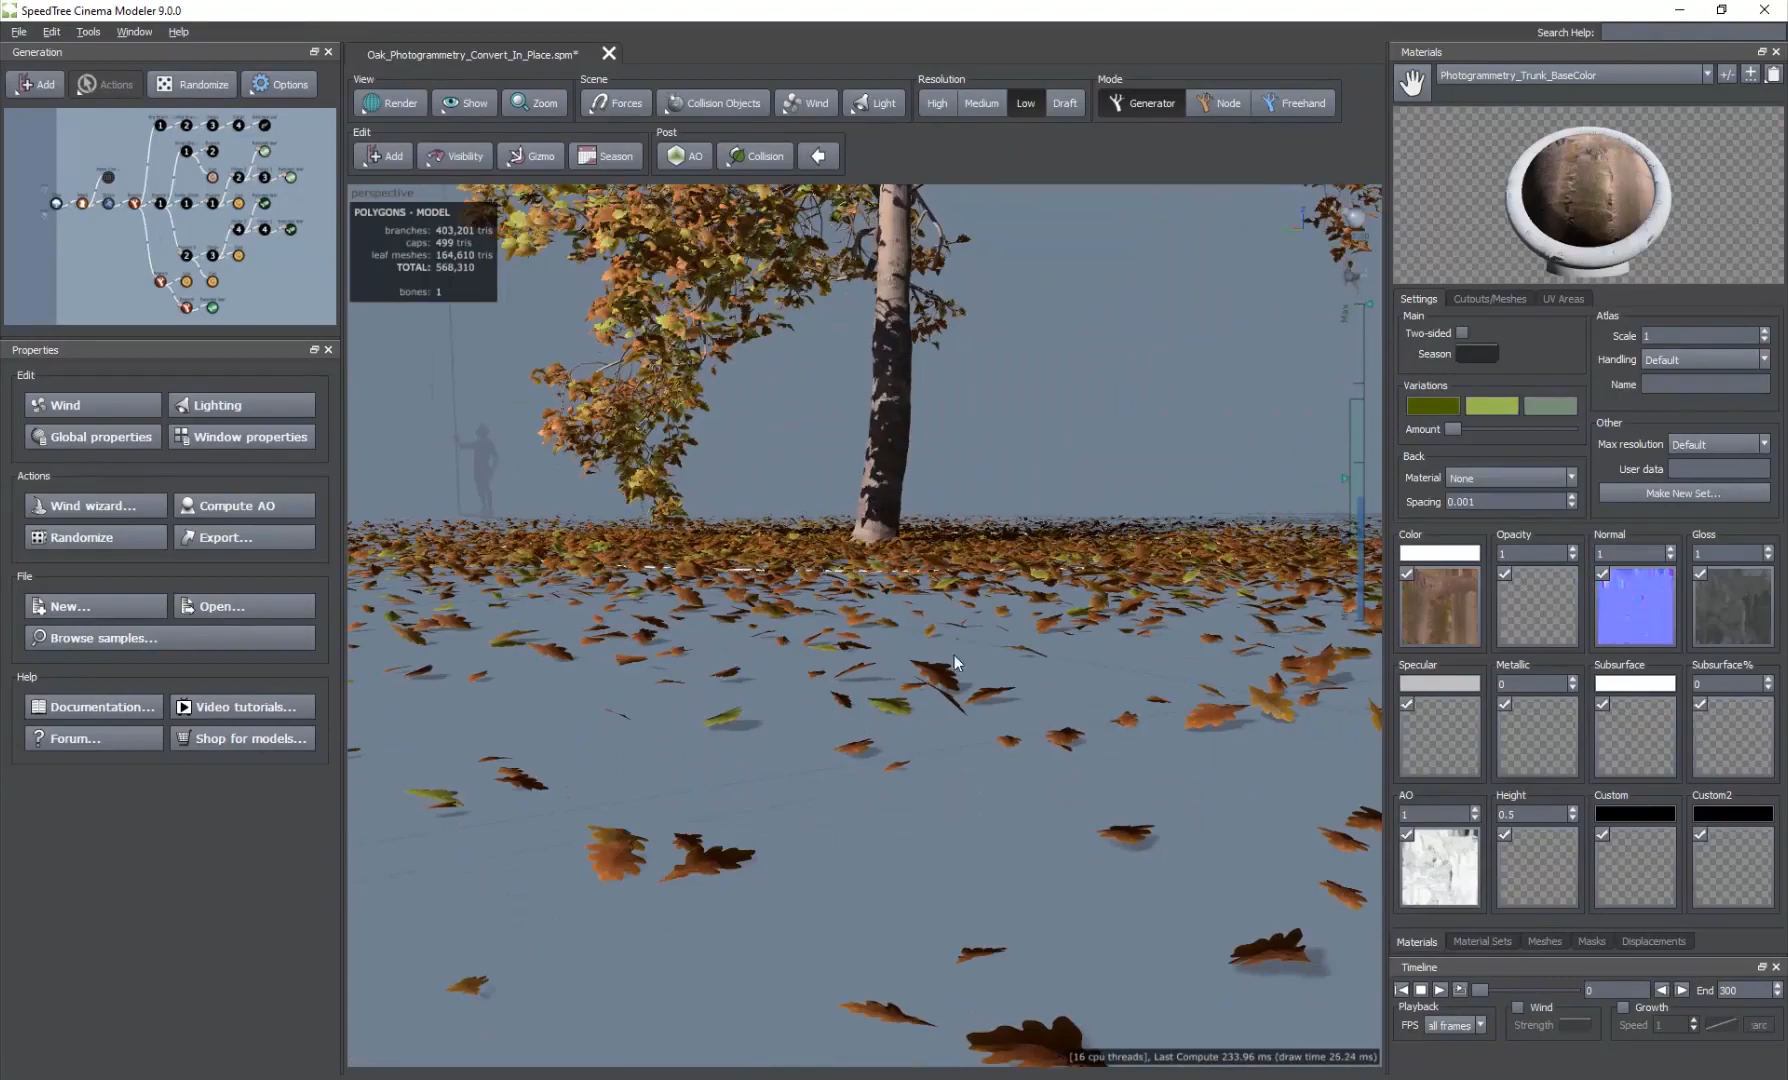 SpeedTree Cinema Modeler 9.0.0
File Edit Tools Window Help
Search Help:
Generation
Add Actions Randomize Options
Properties
Edit
Wind Lighting
Global properties Window properties
Actions
Wind wizard... Compute AO
Randomize Export...
File
New... Open...
Browse samples...
Help
Documentation... Video tutorials...
Forum... Shop for models...
Oak_Photogrammetry_Convert_In_Place.spm*
View Scene Resolution Mode
Render Show Zoom Forces Collision Objects Wind Light High Medium Low Draft Generator Node Freehand
Edit Post
Add Visibility Gizmo Season AO Collision
perspective
POLYGONS - MODEL
branches: 403,201 tris
caps: 499 tris
leaf meshes: 164,610 tris
TOTAL: 568,310
bones: 1
[16 cpu threads], Last Compute 233.96 ms (draw time 25.24 ms)
Materials
Photogrammetry_Trunk_BaseColor +/-
Settings Cutouts/Meshes UV Areas
Main Atlas
Two-sided Scale 1
Season Handling Default
Name
Variations
Amount
Other
Max resolution Default
User data
Make New Set...
Back
Material None
Spacing 0.001
Color Opacity Normal Gloss
1 1 1
Specular Metallic Subsurface Subsurface%
0 0
AO Height Custom Custom2
1 0.5
Materials Material Sets Meshes Masks Displacements
Timeline
0 End 300
Playback Wind Growth
FPS all frames Strength Speed 1